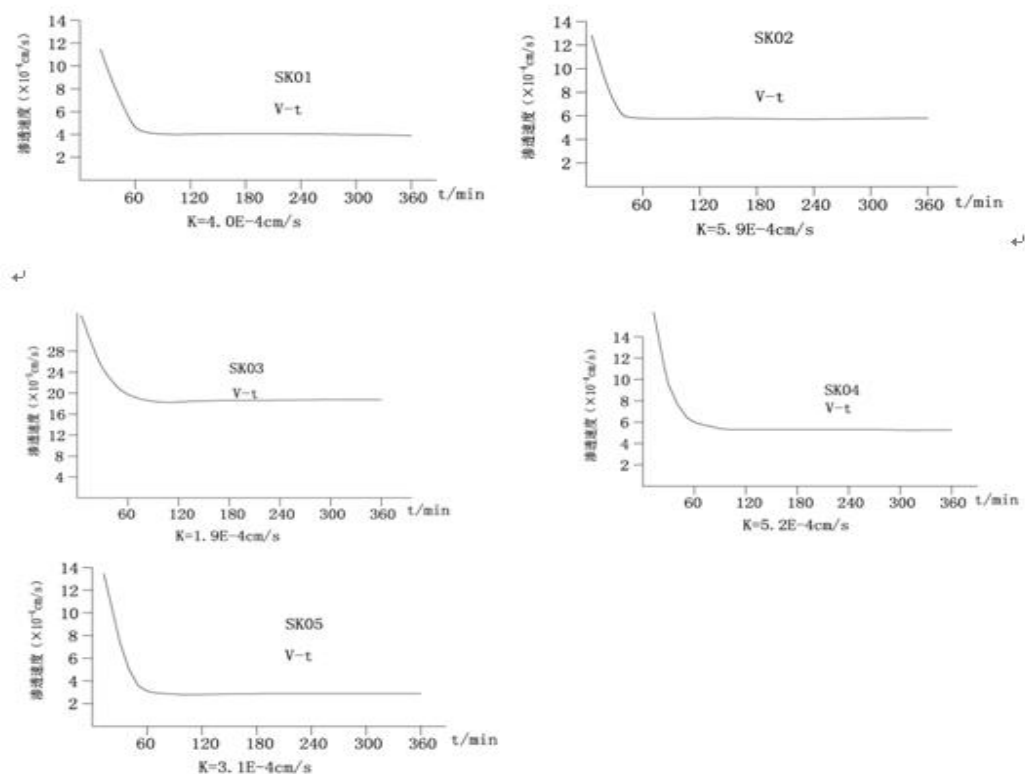 渗透速度 (×10⁻⁴cm/s)
14
12
10
8
6
4
2
SK01
V-t
60 120 180 240 300 360 t/min
K=4.0E-4cm/s
渗透速度 (×10⁻⁴cm/s)
14
12
10
8
6
4
2
SK02
V-t
60 120 180 240 300 360 t/min
K=5.9E-4cm/s
渗透速度 (×10⁻⁵cm/s)
28
20
16
12
8
4
SK03
V-t
60 120 180 240 300 360 t/min
K=1.9E-4cm/s
渗透速度 (×10⁻⁴cm/s)
14
12
10
8
6
4
2
SK04
V-t
60 120 180 240 300 360 t/min
K=5.2E-4cm/s
渗透速度 (×10⁻⁴cm/s)
14
12
10
8
6
4
2
SK05
V-t
60 120 180 240 300 360 t/min
K=3.1E-4cm/s